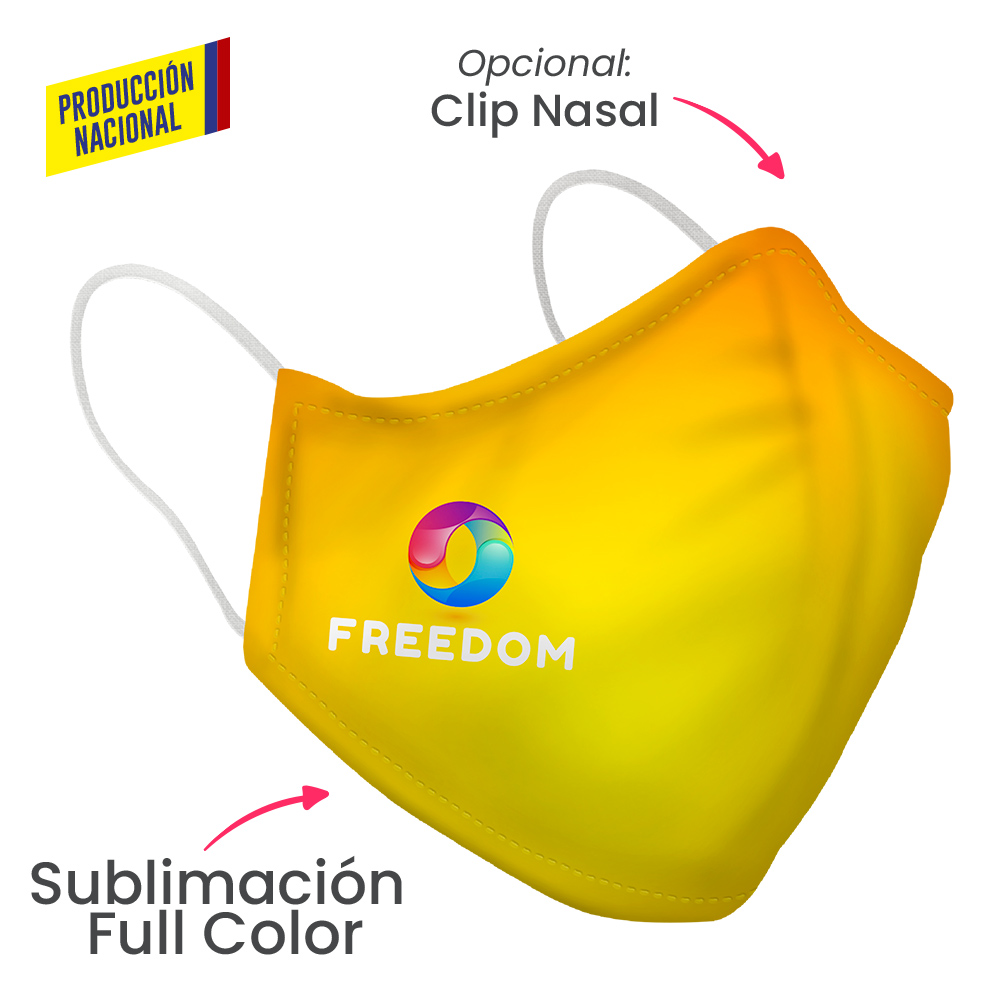 PRODUCCIÓN
NACIONAL
Opcional:
Clip Nasal
FREEDOM
Sublimación
Full Color